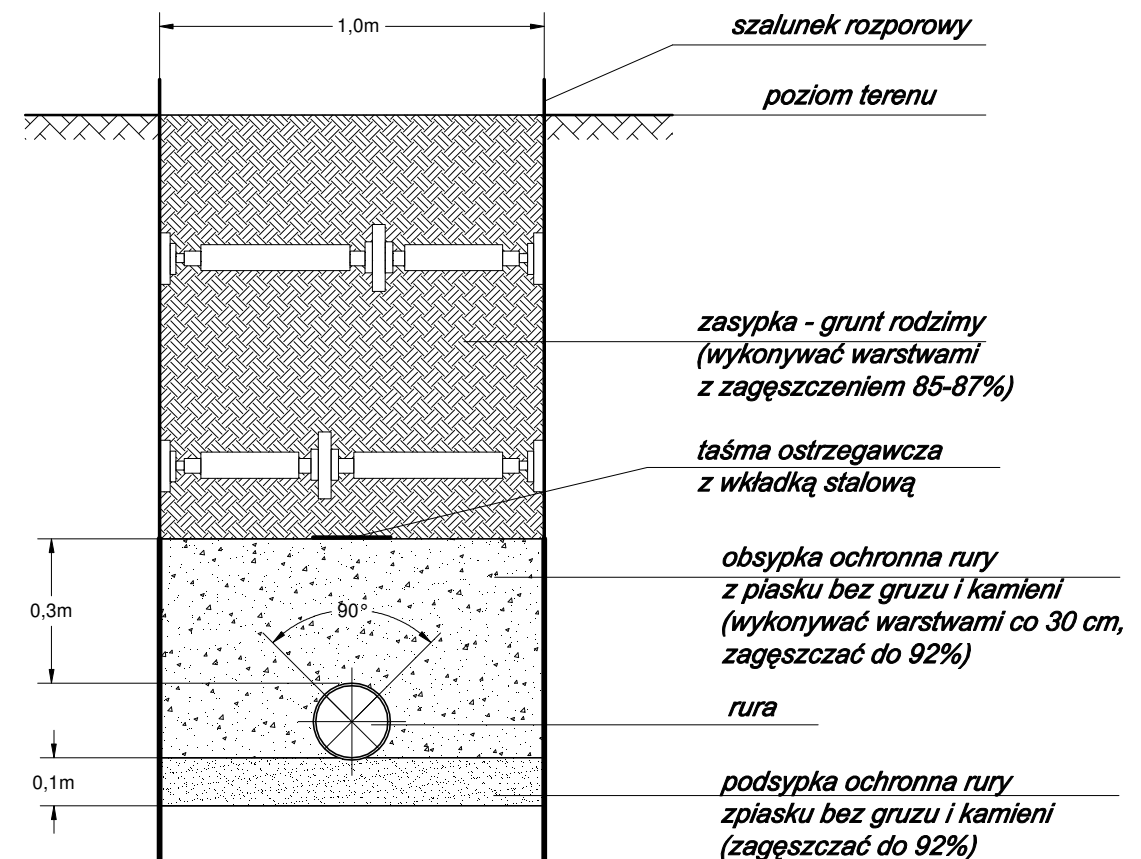 1,0m
szalunek rozporowy
poziom terenu
zasypka - grunt rodzimy
(wykonywać warstwami
z zagęszczeniem 85-87%)
taśma ostrzegawcza
z wkładką stalową
obsypka ochronna rury
z piasku bez gruzu i kamieni
(wykonywać warstwami co 30 cm,
zagęszczać do 92%)
0,3m
90°
rura
0,1m
podsypka ochronna rury
zpiasku bez gruzu i kamieni
(zagęszczać do 92%)